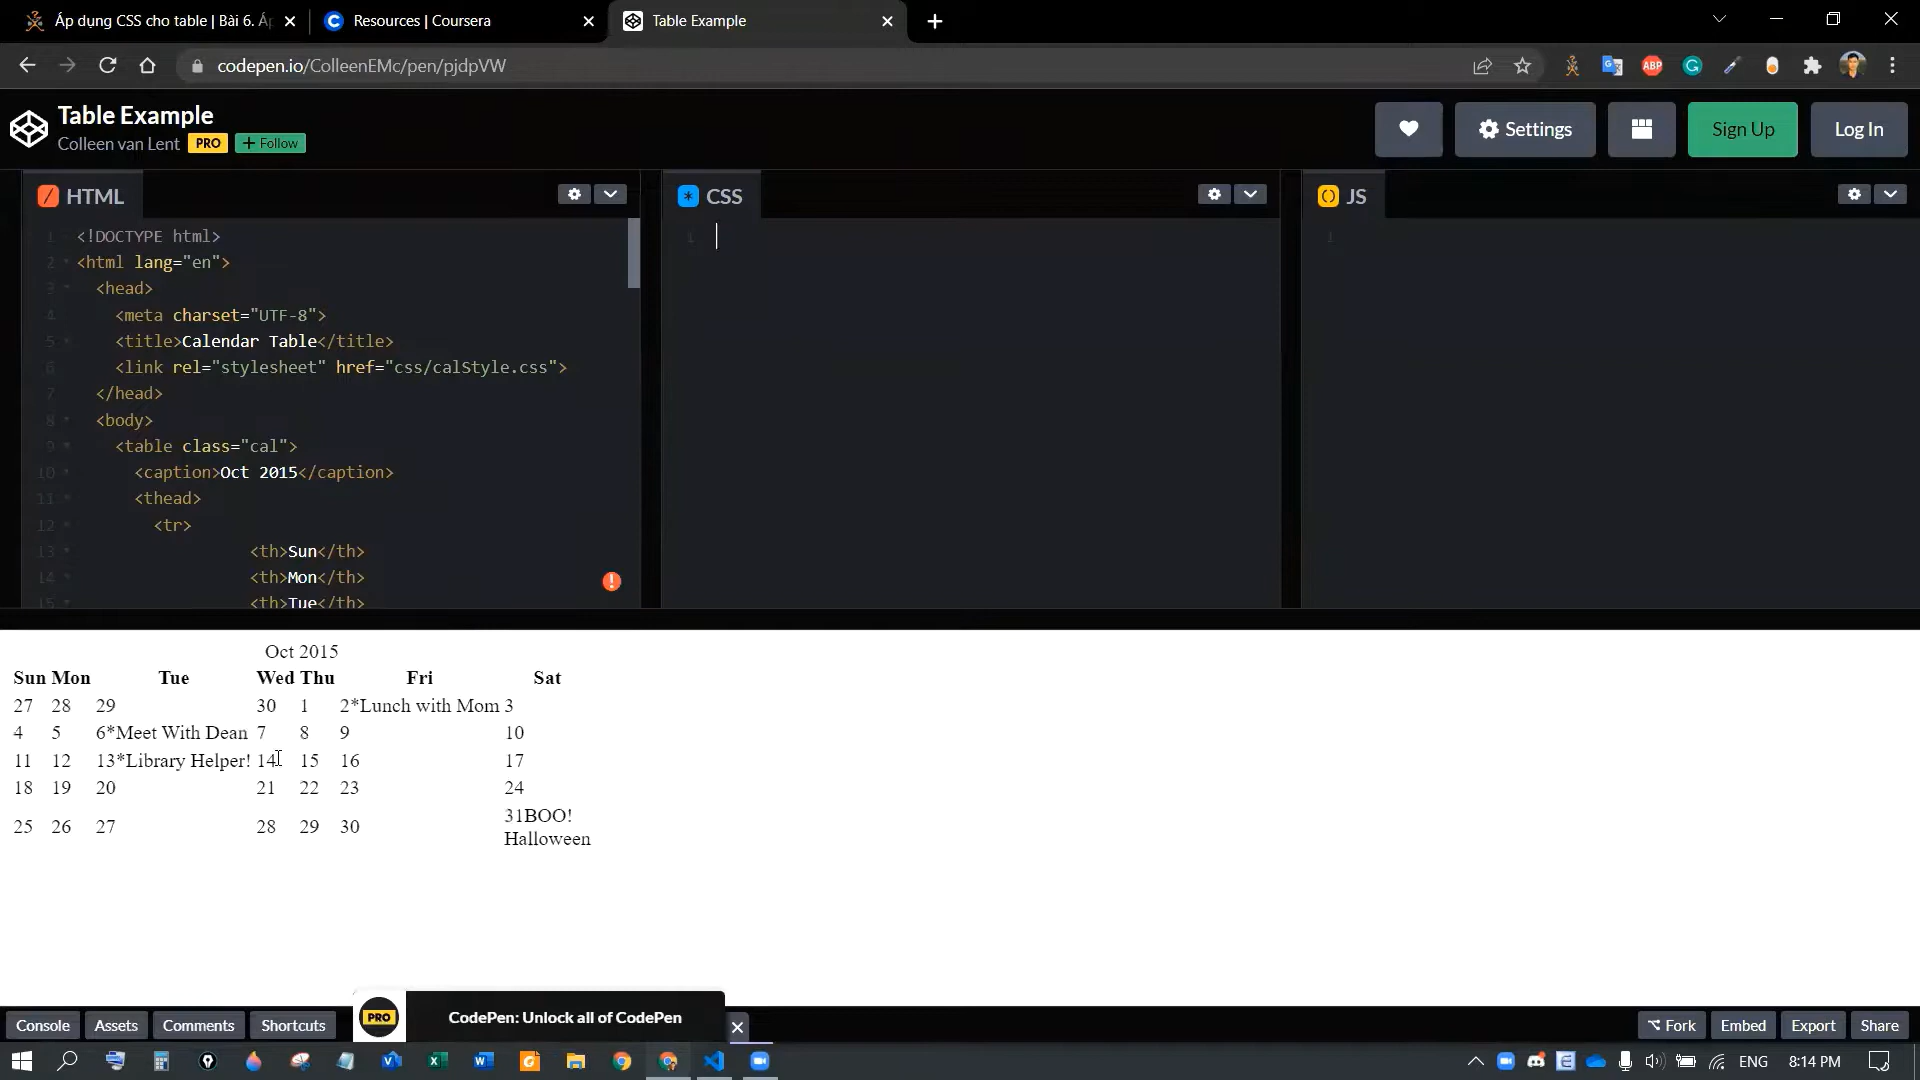 Áp dụng CSS cho table | Bài 6. Áp
Resources | Coursera
Table Example
codepen.io/ColleenEMc/pen/pjdpVW
ABP
Table Example
Colleen van Lent PRO + Follow
Settings
Sign Up
Log In
HTML
CSS
JS
1 <!DOCTYPE html>
2 <html lang="en">
3 <head>
4 <meta charset="UTF-8">
5 <title>Calendar Table</title>
6 <link rel="stylesheet" href="css/calStyle.css">
7 </head>
8 <body>
9 <table class="cal">
10 <caption>Oct 2015</caption>
11 <thead>
12 <tr>
13 <th>Sun</th>
14 <th>Mon</th>
15 <th>Tue</th>
1
1
Oct 2015
Sun Mon Tue Wed Thu Fri Sat
27 28 29 30 1 2*Lunch with Mom 3
4 5 6*Meet With Dean 7 8 9 10
11 12 13*Library Helper! 14 15 16 17
18 19 20 21 22 23 24
25 26 27 28 29 30 31BOO!
Halloween
Console
Assets
Comments
Shortcuts
PRO
CodePen: Unlock all of CodePen
Fork
Embed
Export
Share
ENG
8:14 PM